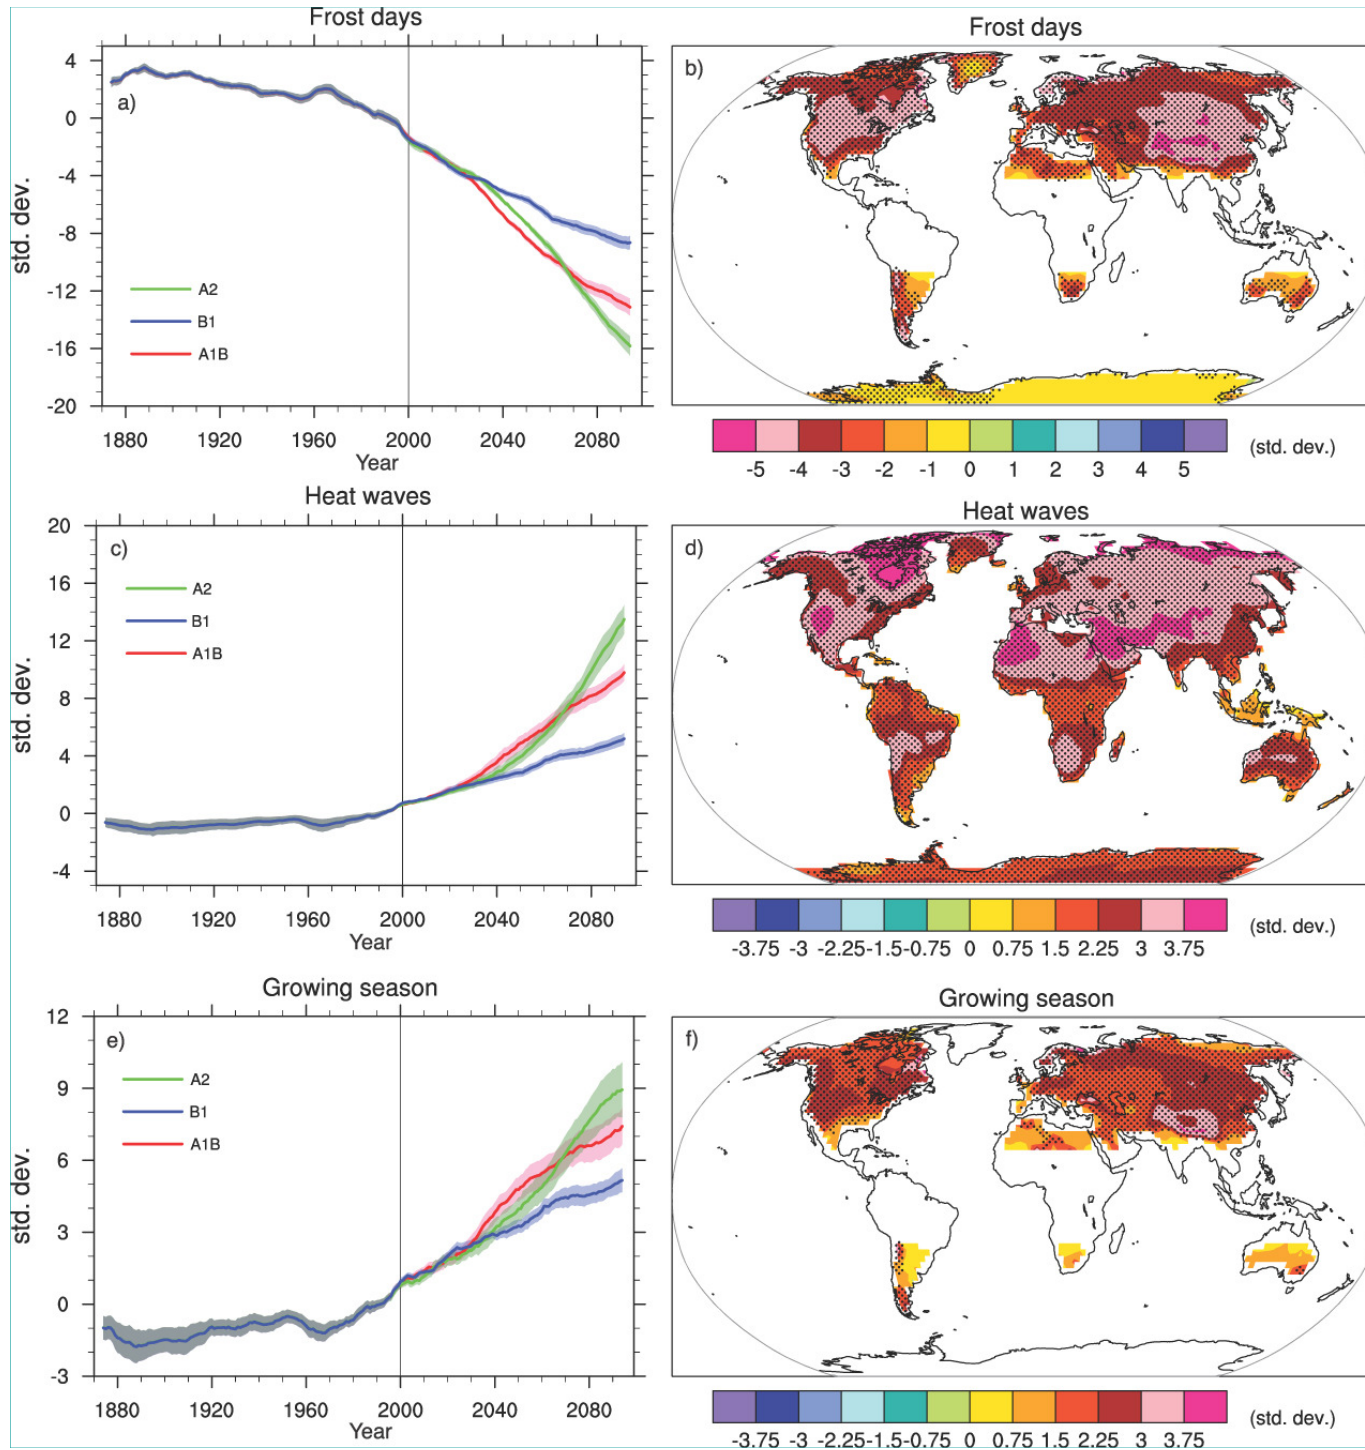 Frost days
4
0
-4
-8
-12
-16
-20
std. dev.
a)
A2
B1
A1B
1880 1920 1960 2000 2040 2080
Year
Frost days
b)
-5 -4 -3 -2 -1 0 1 2 3 4 5
(std. dev.)
Heat waves
20
16
12
8
4
0
-4
std. dev.
c)
A2
B1
A1B
1880 1920 1960 2000 2040 2080
Year
Heat waves
d)
-3.75 -3 -2.25 -1.5 -0.75 0 0.75 1.5 2.25 3 3.75
(std. dev.)
Growing season
12
9
6
3
0
-3
std. dev.
e)
A2
B1
A1B
1880 1920 1960 2000 2040 2080
Year
Growing season
f)
-3.75 -3 -2.25 -1.5 -0.75 0 0.75 1.5 2.25 3 3.75
(std. dev.)